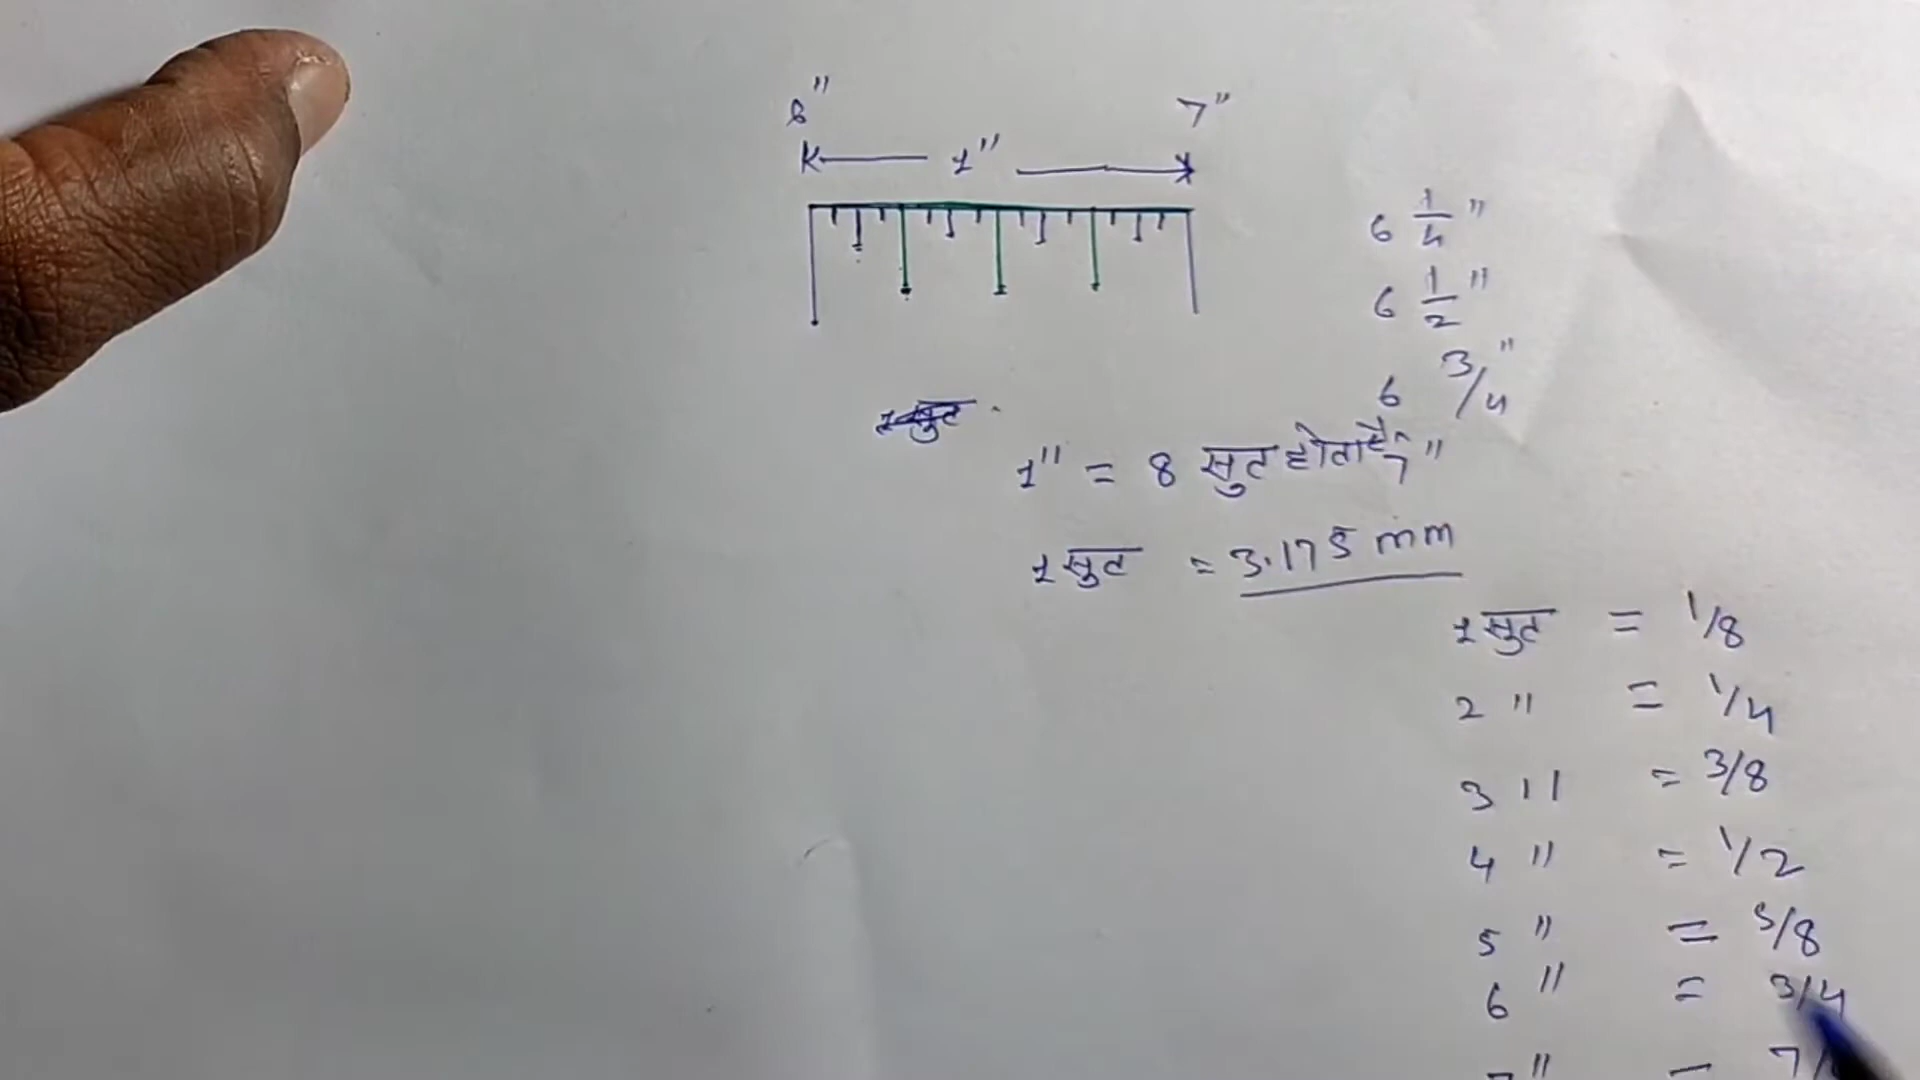 6" 7"
1"
6 1/4"
6 1/2"
6 3/4"
1" = 8 सुत होता है 7"
1 सुत = 3.175 mm
1 सुत = 1/8
2 " = 1/4
3 " = 3/8
4 " = 1/2
5 " = 5/8
6 " = 3/4